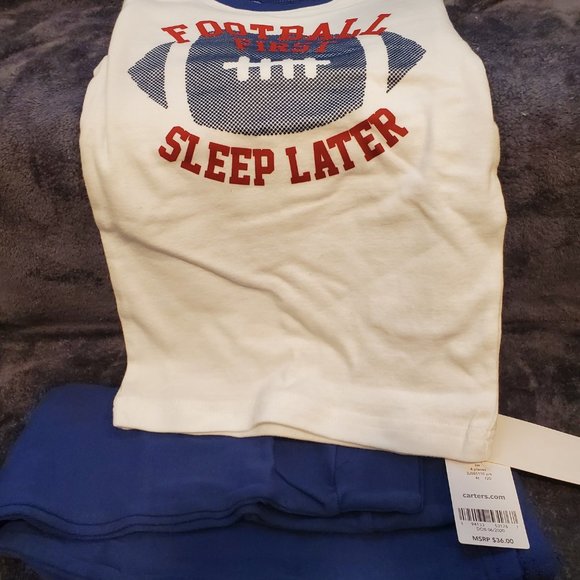 FOOTBALL
FIRST
SLEEP LATER
carters.com
MSRP $36.00